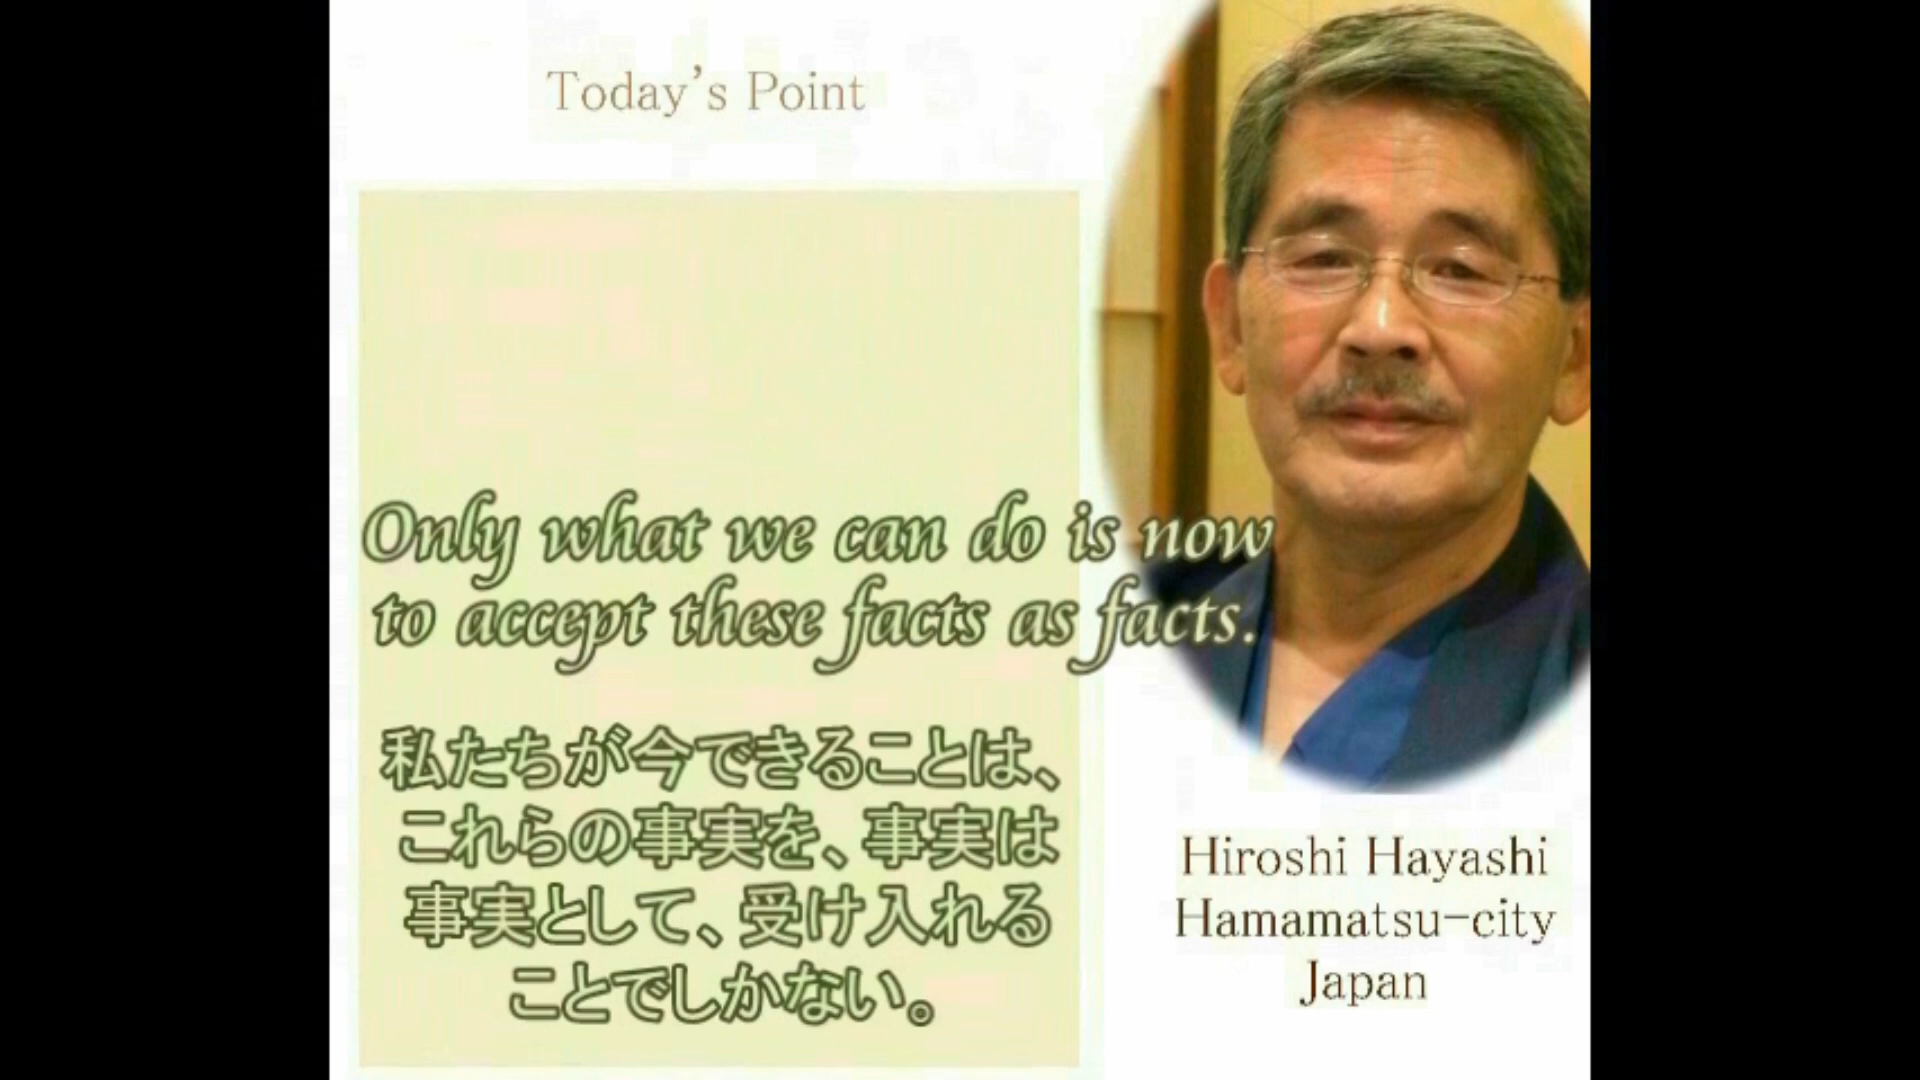 Today's Point
Only what we can do is now
to accept these facts as facts.
私たちが今できることは、
これらの事実を、事実は
事実として、受け入れる
ことでしかない。
Hiroshi Hayashi
Hamamatsu-city
Japan